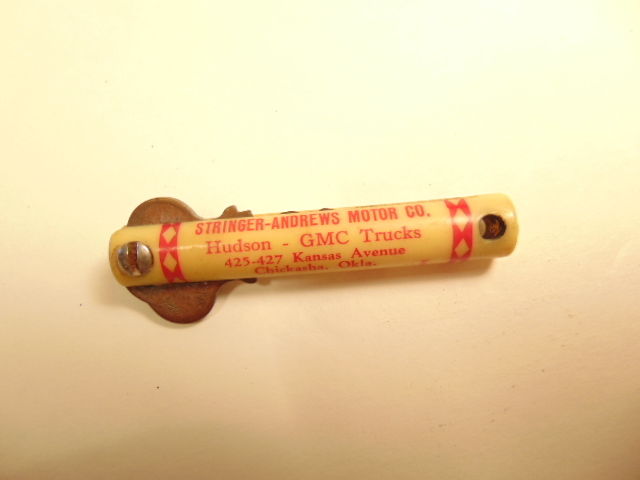 STRINGER-ANDREWS MOTOR CO.
Hudson - GMC Trucks
425-427 Kansas Avenue
Chickasha, Okla.